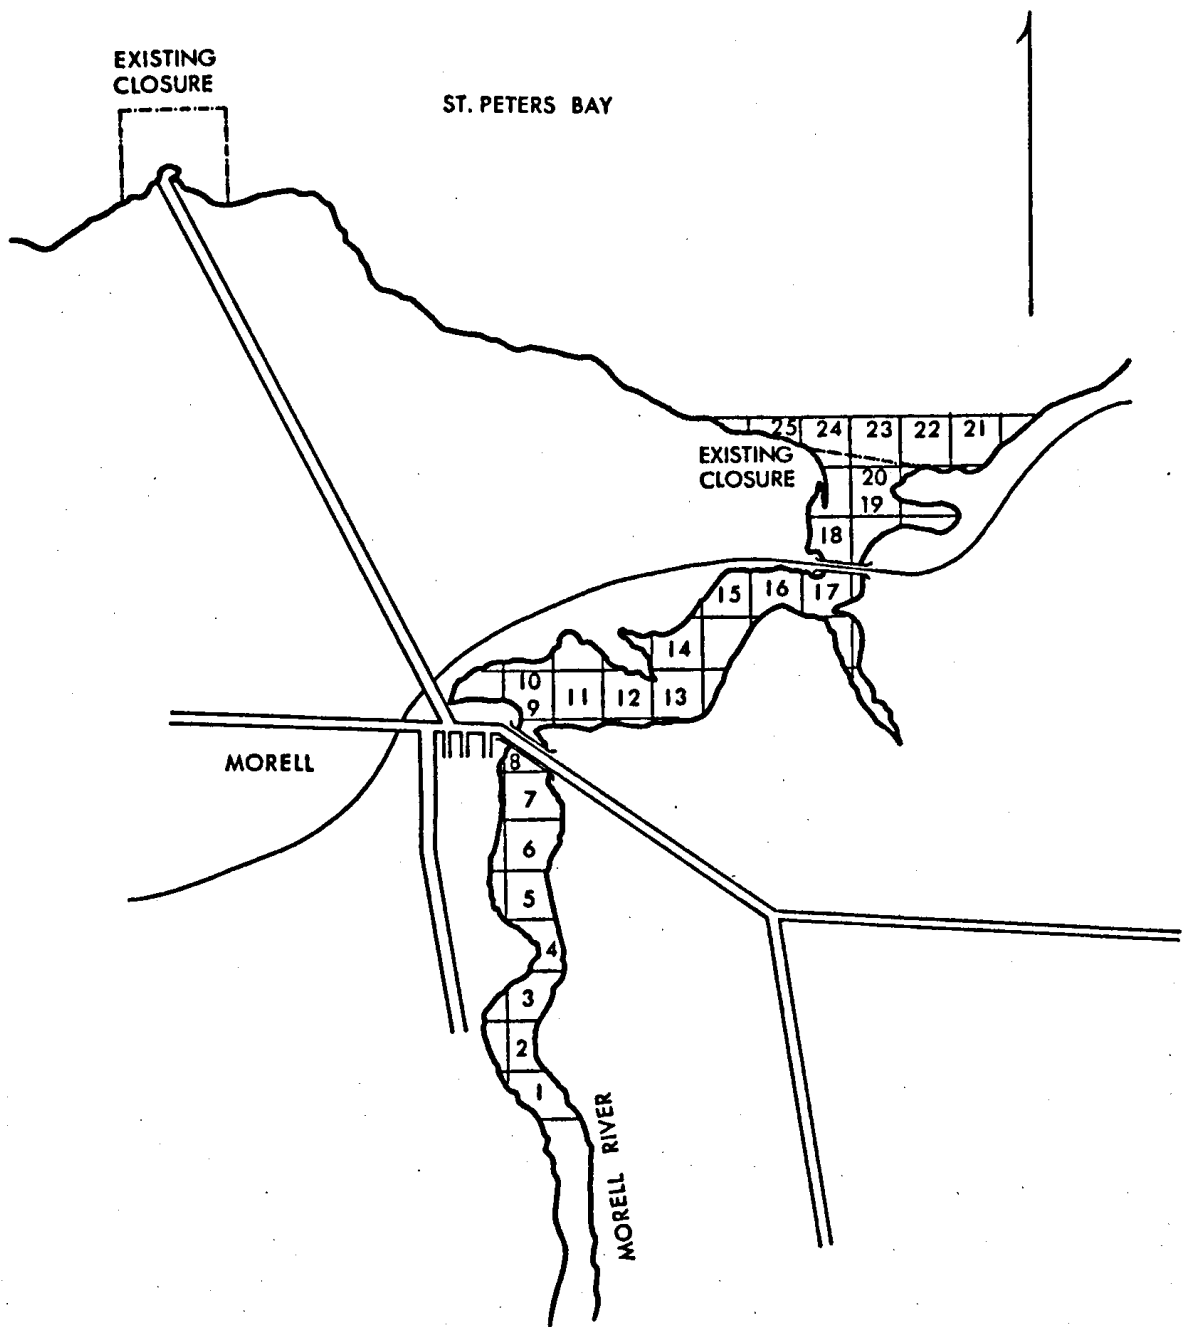 EXISTING
CLOSURE
ST. PETERS BAY
25 24 23 22 21
EXISTING
CLOSURE
20
19
18
15 16 17
14
10
11 12 13
9
MORELL
8
7
6
5
4
3
2
1
MORELL RIVER